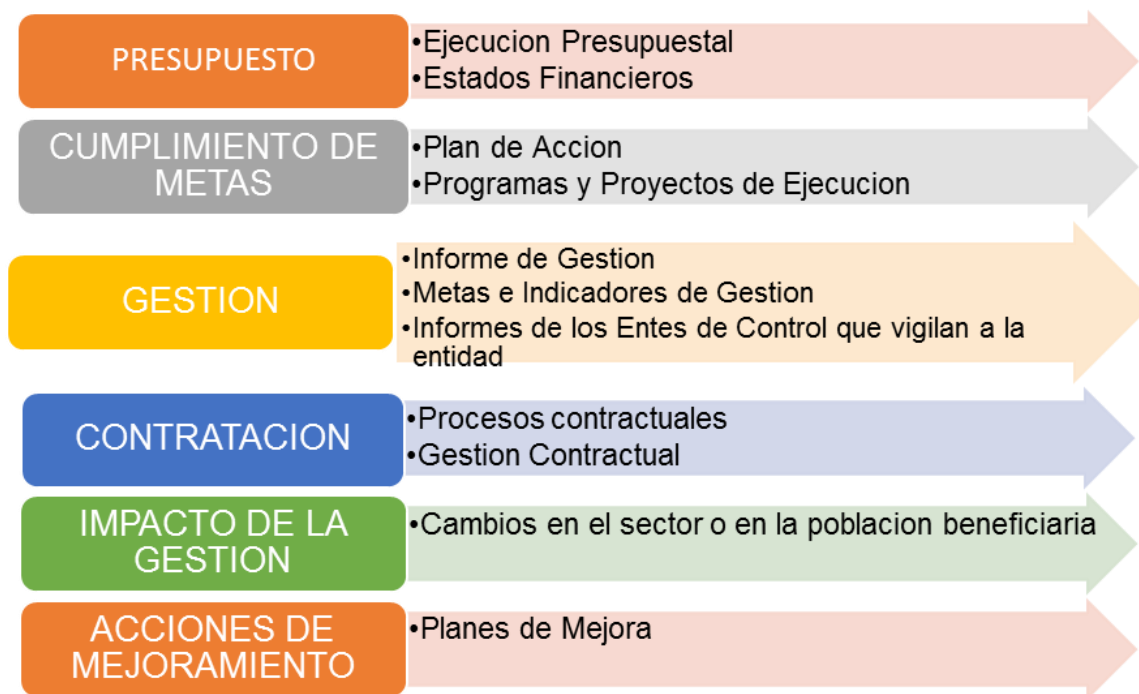 PRESUPUESTO
•Ejecucion Presupuestal
•Estados Financieros
CUMPLIMIENTO DE
METAS
•Plan de Accion
•Programas y Proyectos de Ejecucion
GESTION
•Informe de Gestion
•Metas e Indicadores de Gestion
•Informes de los Entes de Control que vigilan a la
entidad
CONTRATACION
•Procesos contractuales
•Gestion Contractual
IMPACTO DE LA
GESTION
•Cambios en el sector o en la poblacion beneficiaria
ACCIONES DE
MEJORAMIENTO
•Planes de Mejora